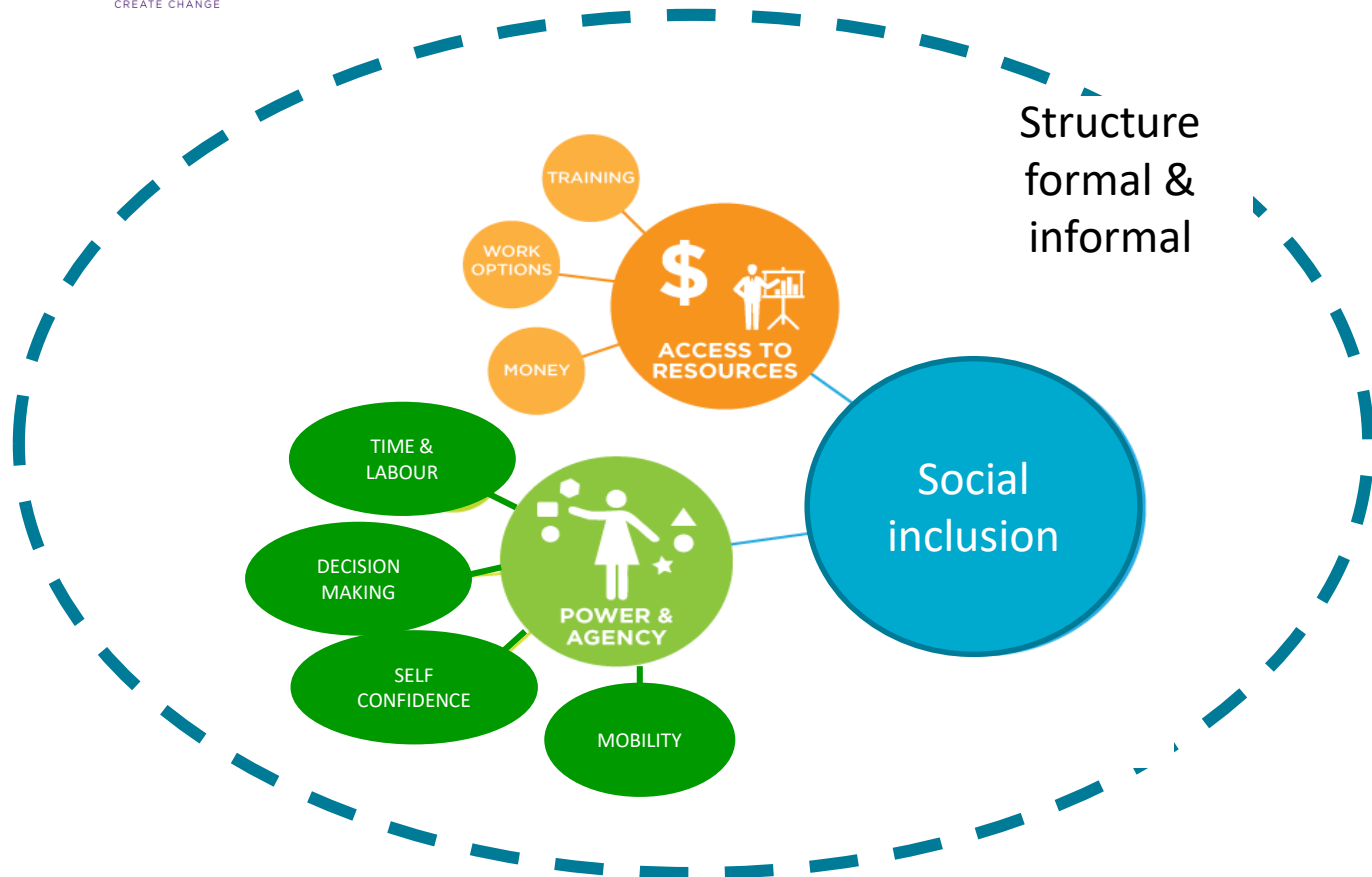 CREATE CHANGE
Structure
formal &
informal
TRAINING
WORK
OPTIONS
MONEY
$
ACCESS TO
RESOURCES
TIME &
LABOUR
DECISION
MAKING
SELF
CONFIDENCE
MOBILITY
POWER &
AGENCY
Social
inclusion